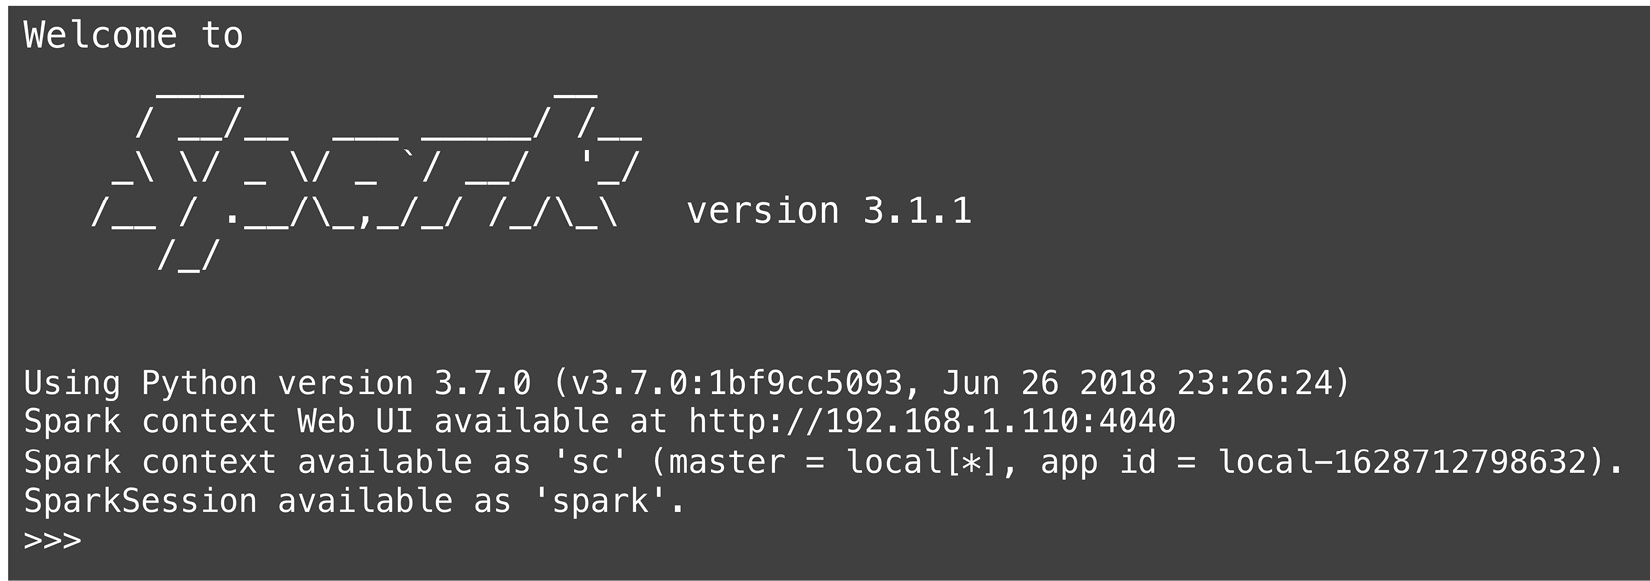 Welcome to
      ____              __
     / __/__  ___ _____/ /__
    _\ \/ _ \/ _ `/ __/  '_/
   /__ / .__/\_,_/_/ /_/\_\   version 3.1.1
      /_/
Using Python version 3.7.0 (v3.7.0:1bf9cc5093, Jun 26 2018 23:26:24)
Spark context Web UI available at http://192.168.1.110:4040
Spark context available as 'sc' (master = local[*], app id = local-1628712798632).
SparkSession available as 'spark'.
>>>